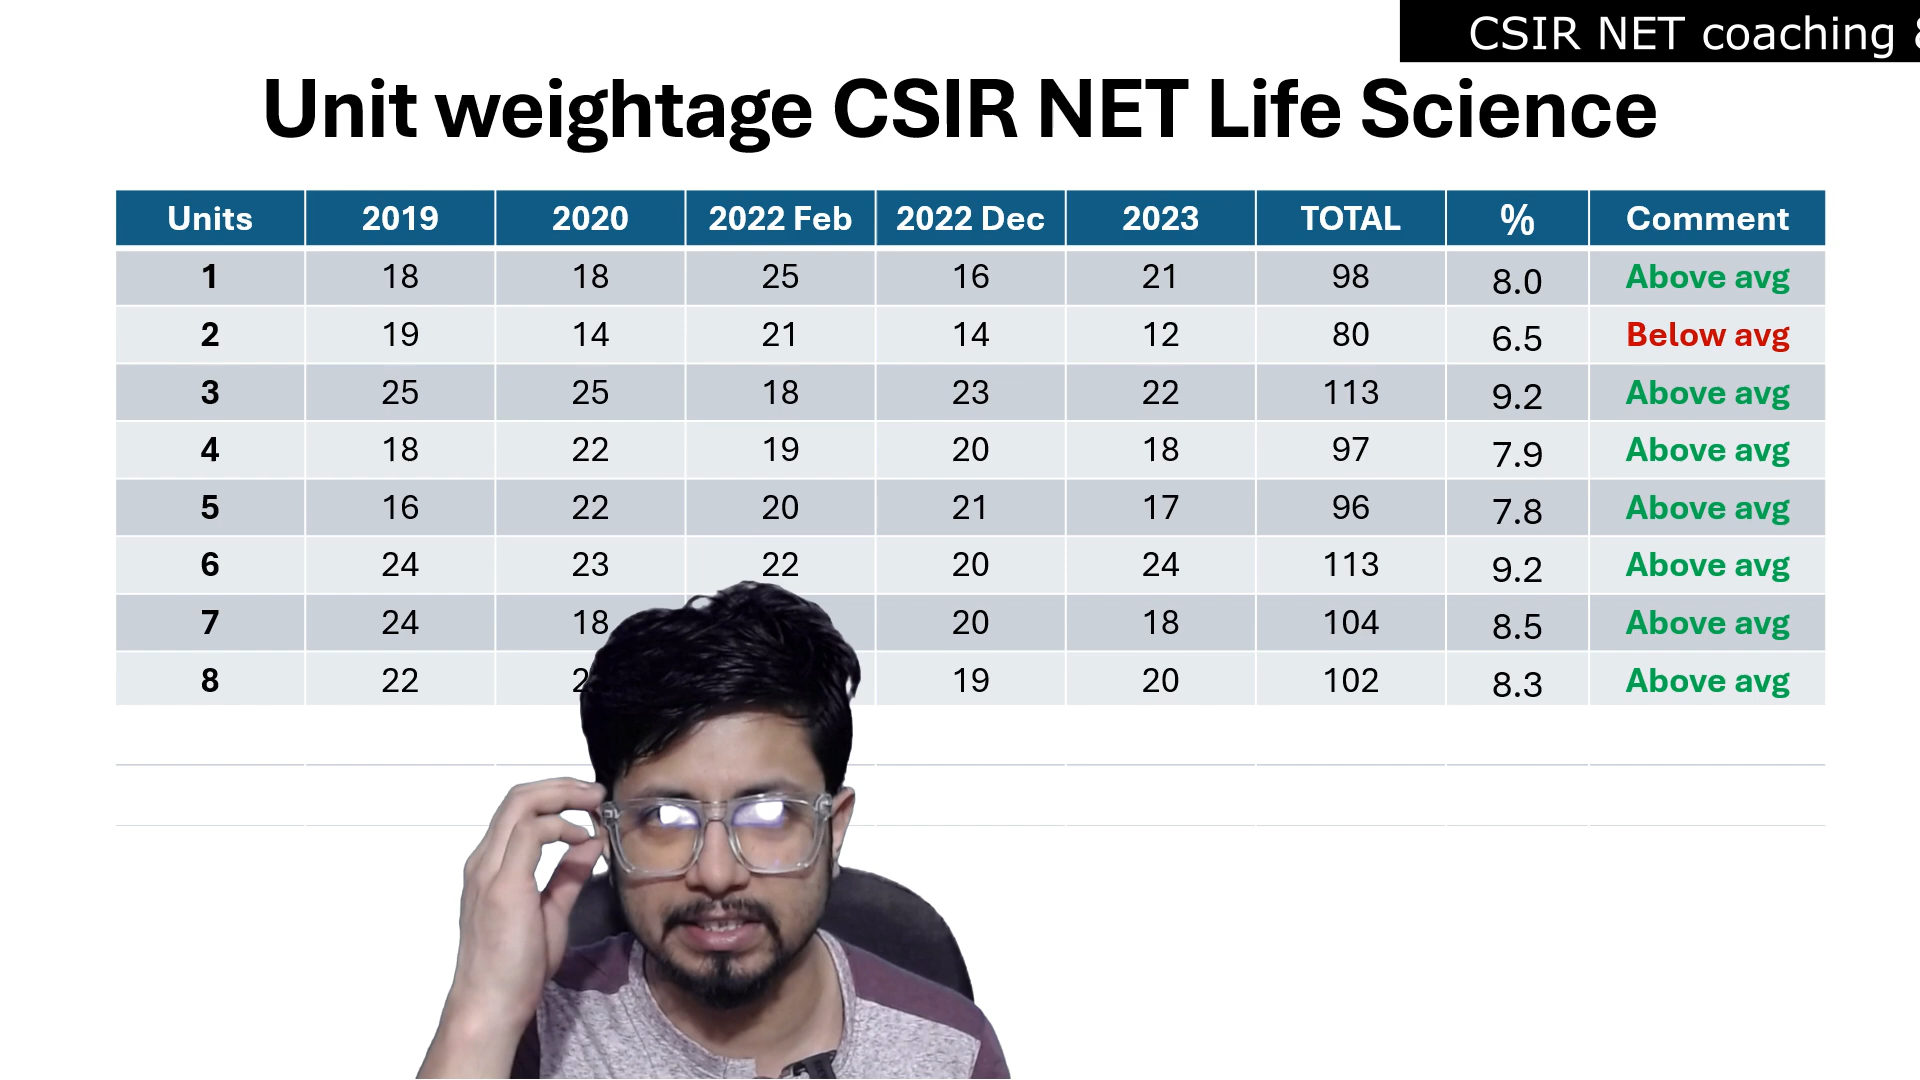 CSIR NET coaching
Unit weightage CSIR NET Life Science
Units 2019 2020 2022 Feb 2022 Dec 2023 TOTAL % Comment
1 18 18 25 16 21 98 8.0 Above avg
2 19 14 21 14 12 80 6.5 Below avg
3 25 25 18 23 22 113 9.2 Above avg
4 18 22 19 20 18 97 7.9 Above avg
5 16 22 20 21 17 96 7.8 Above avg
6 24 23 22 20 24 113 9.2 Above avg
7 24 18 20 18 104 8.5 Above avg
8 22 19 20 102 8.3 Above avg